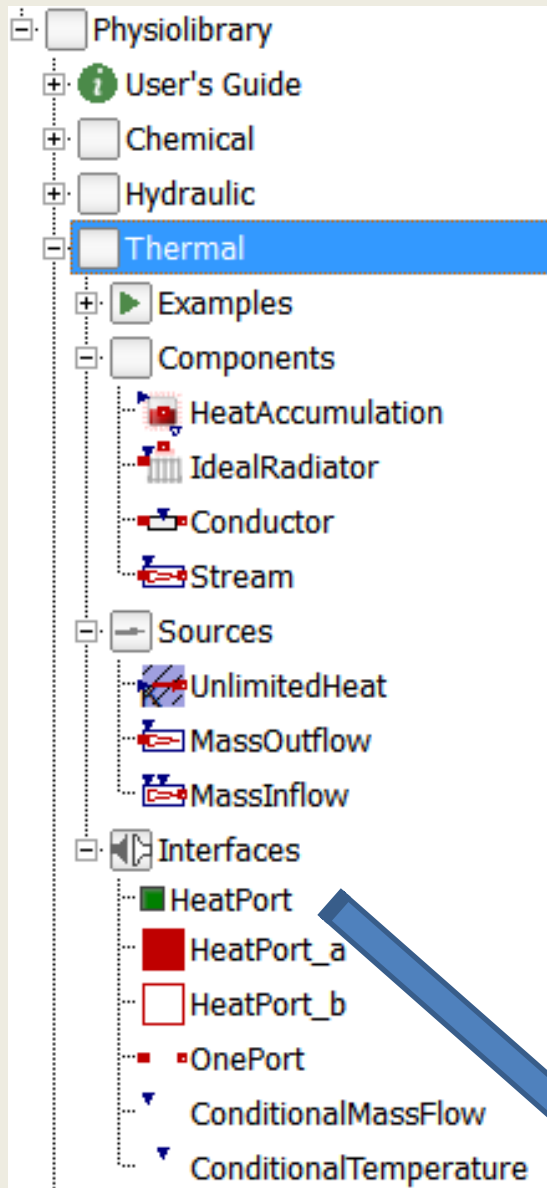 Physiolibrary
User's Guide
Chemical
Hydraulic
Thermal
Examples
Components
HeatAccumulation
IdealRadiator
Conductor
Stream
Sources
UnlimitedHeat
MassOutflow
MassInflow
Interfaces
HeatPort
HeatPort_a
HeatPort_b
OnePort
ConditionalMassFlow
ConditionalTemperature